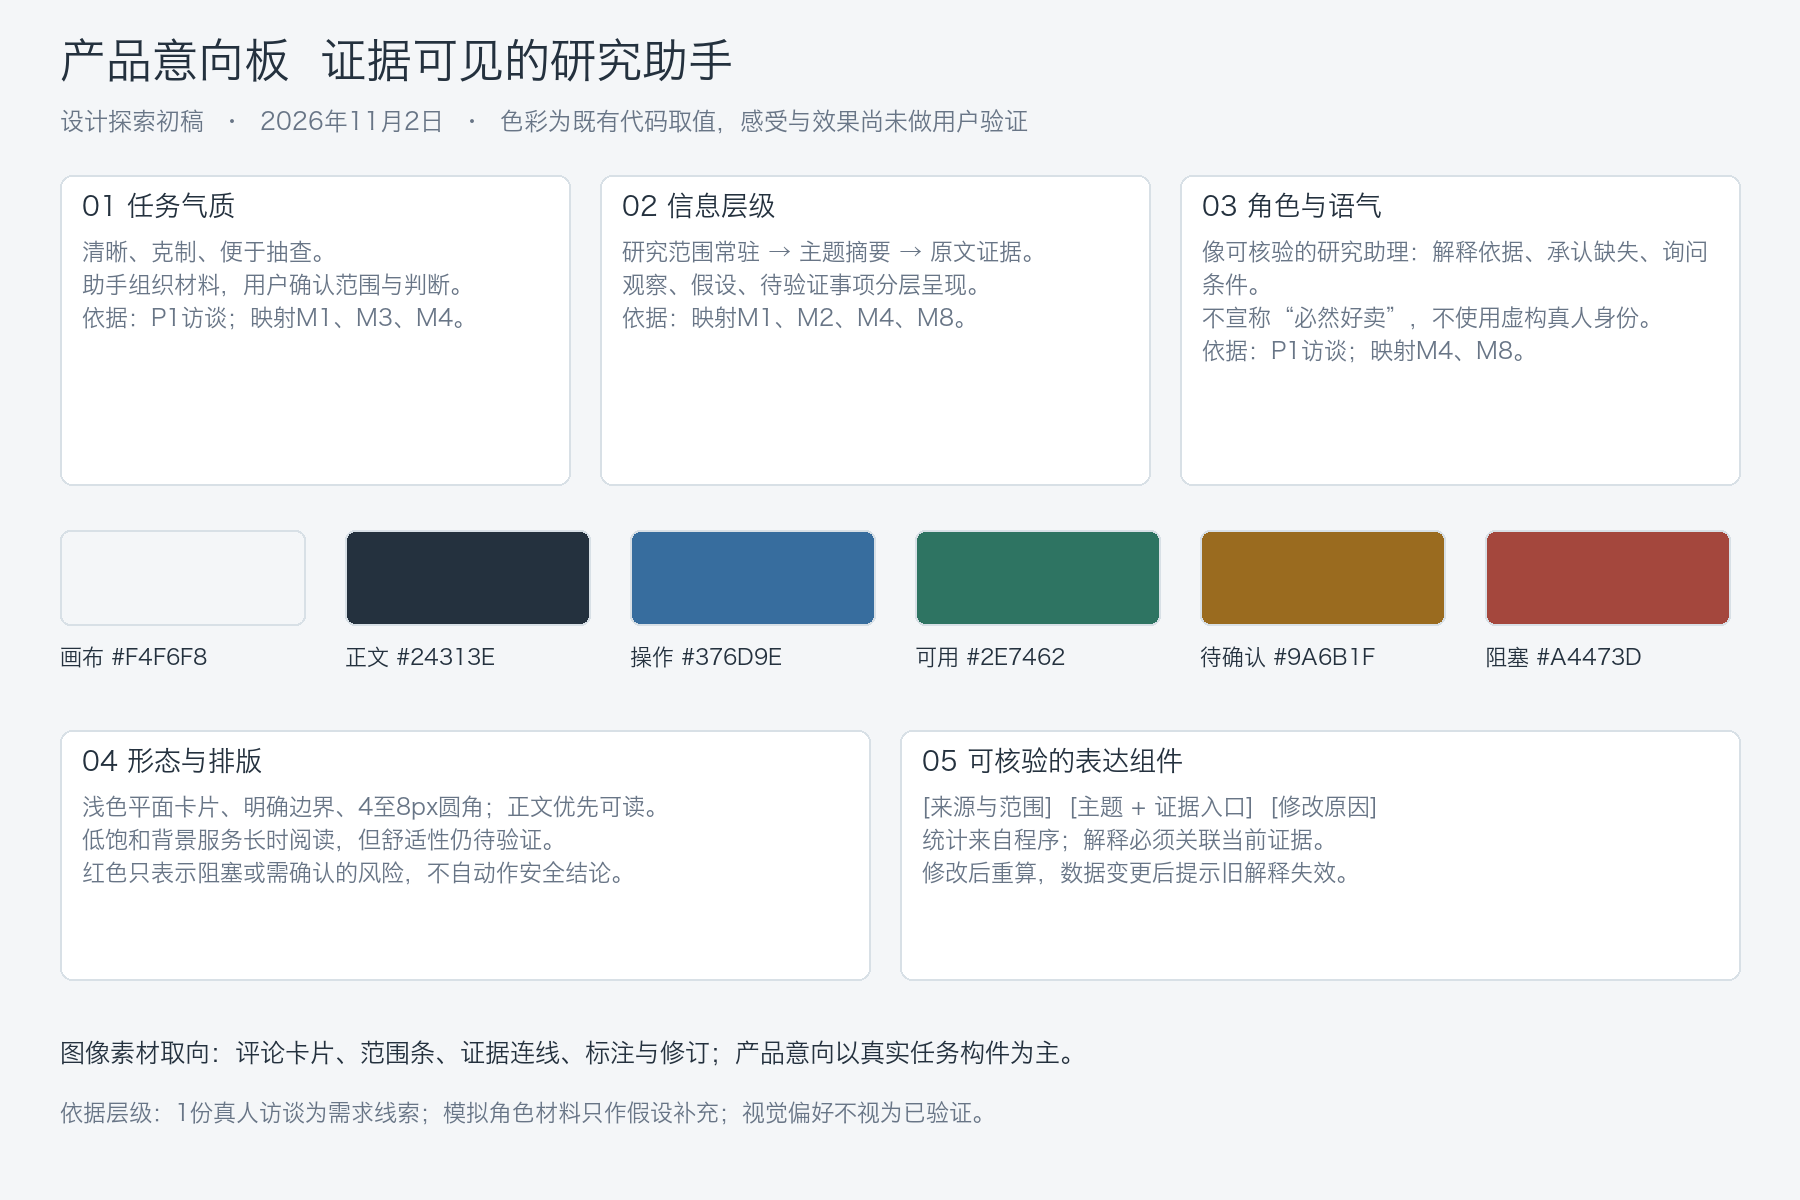 产品意向板 证据可见的研究助手
设计探索初稿 · 2026年11月2日 · 色彩为既有代码取值，感受与效果尚未做用户验证
01 任务气质
清晰、克制、便于抽查。
助手组织材料，用户确认范围与判断。
依据：P1访谈；映射M1、M3、M4。
02 信息层级
研究范围常驻 → 主题摘要 → 原文证据。
观察、假设、待验证事项分层呈现。
依据：映射M1、M2、M4、M8。
03 角色与语气
像可核验的研究助理：解释依据、承认缺失、询问
条件。
不宣称“必然好卖”，不使用虚构真人身份。
依据：P1访谈；映射M4、M8。
画布 #F4F6F8
正文 #24313E
操作 #376D9E
可用 #2E7462
待确认 #9A6B1F
阻塞 #A4473D
04 形态与排版
浅色平面卡片、明确边界、4至8px圆角；正文优先可读。
低饱和背景服务长时阅读，但舒适性仍待验证。
红色只表示阻塞或需确认的风险，不自动作安全结论。
05 可核验的表达组件
[来源与范围] [主题 + 证据入口] [修改原因]
统计来自程序；解释必须关联当前证据。
修改后重算，数据变更后提示旧解释失效。
图像素材取向：评论卡片、范围条、证据连线、标注与修订；产品意向以真实任务构件为主。
依据层级：1份真人访谈为需求线索；模拟角色材料只作假设补充；视觉偏好不视为已验证。